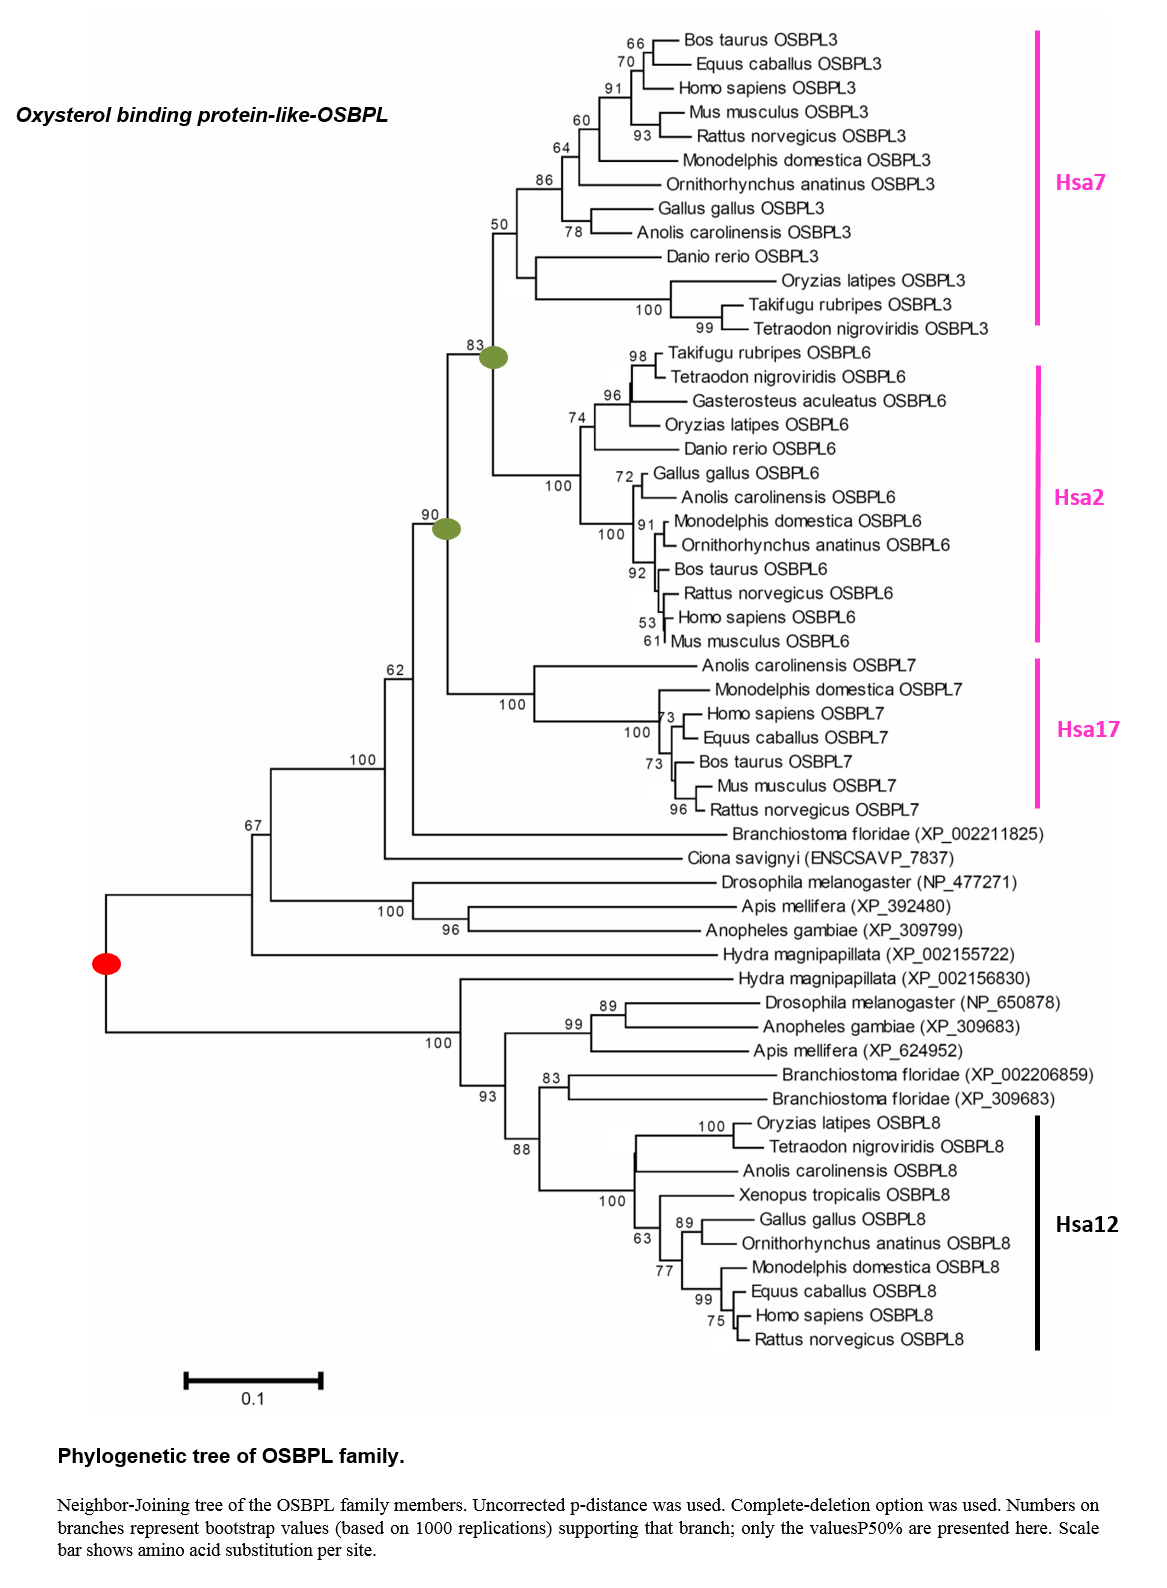 Oxysterol binding protein-like-OSBPL
66 Bos taurus OSBPL3
70 Equus caballus OSBPL3
91 Homo sapiens OSBPL3
Mus musculus OSBPL3
60
93 Rattus norvegicus OSBPL3
64 Monodelphis domestica OSBPL3
86 Ornithorhynchus anatinus OSBPL3
Hsa7
Gallus gallus OSBPL3
50 78 Anolis carolinensis OSBPL3
Danio rerio OSBPL3
Oryzias latipes OSBPL3
100 Takifugu rubripes OSBPL3
99 Tetraodon nigroviridis OSBPL3
83 98 Takifugu rubripes OSBPL6
Tetraodon nigroviridis OSBPL6
96 Gasterosteus aculeatus OSBPL6
74 Oryzias latipes OSBPL6
Danio rerio OSBPL6
72 Gallus gallus OSBPL6
100 Anolis carolinensis OSBPL6
Hsa2
90 91 Monodelphis domestica OSBPL6
100 Ornithorhynchus anatinus OSBPL6
92 Bos taurus OSBPL6
Rattus norvegicus OSBPL6
53 Homo sapiens OSBPL6
61 Mus musculus OSBPL6
62 Anolis carolinensis OSBPL7
Monodelphis domestica OSBPL7
100
73 Homo sapiens OSBPL7
Hsa17
100 Equus caballus OSBPL7
100 73 Bos taurus OSBPL7
Mus musculus OSBPL7
96 Rattus norvegicus OSBPL7
67 Branchiostoma floridae (XP_002211825)
Ciona savignyi (ENSCSAVP_7837)
Drosophila melanogaster (NP_477271)
100 Apis mellifera (XP_392480)
96 Anopheles gambiae (XP_309799)
Hydra magnipapillata (XP_002155722)
Hydra magnipapillata (XP_002156830)
89 Drosophila melanogaster (NP_650878)
99 Anopheles gambiae (XP_309683)
100 Apis mellifera (XP_624952)
83 Branchiostoma floridae (XP_002206859)
93 Branchiostoma floridae (XP_309683)
100 Oryzias latipes OSBPL8
88 Tetraodon nigroviridis OSBPL8
Anolis carolinensis OSBPL8
100 Xenopus tropicalis OSBPL8
89 Gallus gallus OSBPL8
Hsa12
63 Ornithorhynchus anatinus OSBPL8
77 Monodelphis domestica OSBPL8
99 Equus caballus OSBPL8
75 Homo sapiens OSBPL8
Rattus norvegicus OSBPL8
0.1
Phylogenetic tree of OSBPL family.
Neighbor-Joining tree of the OSBPL family members. Uncorrected p-distance was used. Complete-deletion option was used. Numbers on
branches represent bootstrap values (based on 1000 replications) supporting that branch; only the valuesP50% are presented here. Scale
bar shows amino acid substitution per site.